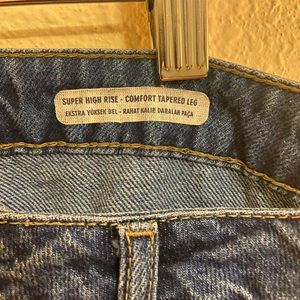 SUPER HIGH RISE - COMFORT TAPERED LEG
EKSTRA YÜKSEK BEL - RAHAT KALIP DARALAN PAÇA